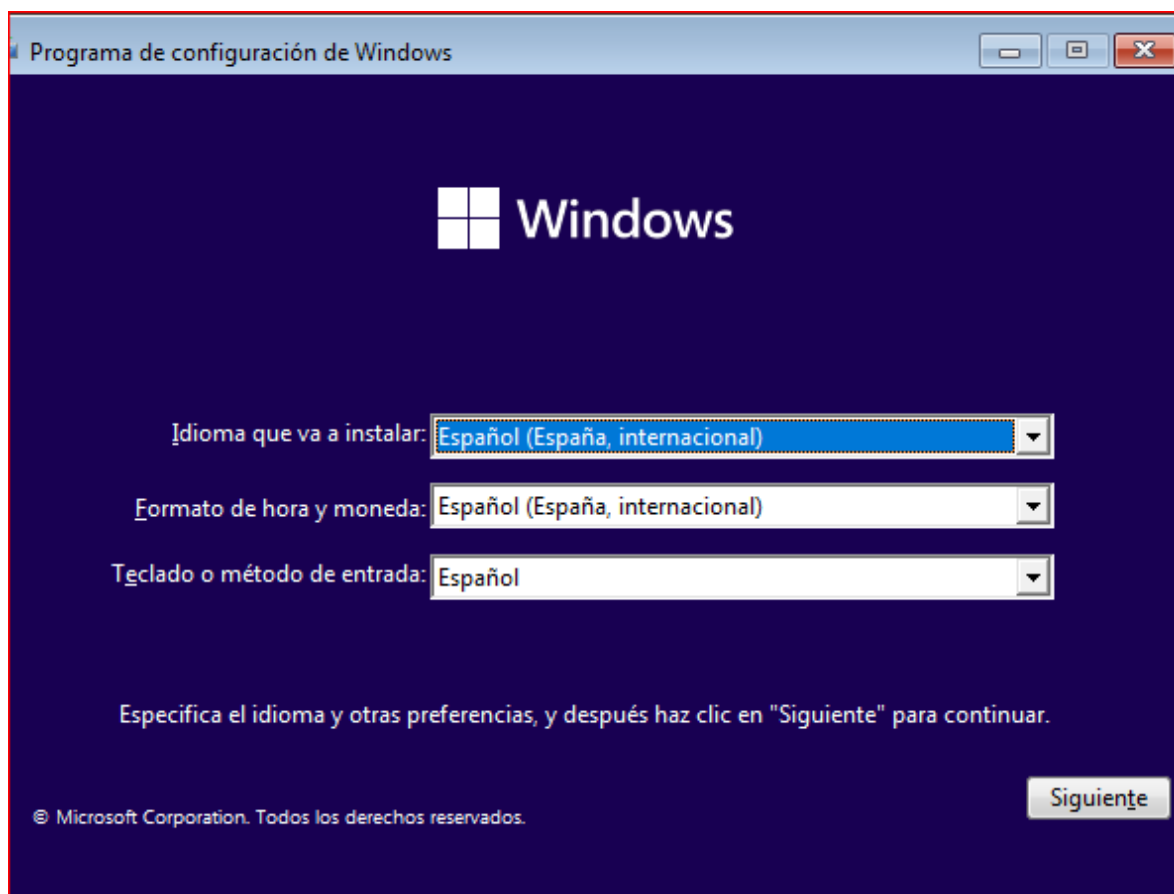 Programa de configuración de Windows
Windows
Idioma que va a instalar: Español (España, internacional)
Formato de hora y moneda: Español (España, internacional)
Teclado o método de entrada: Español
Especifica el idioma y otras preferencias, y después haz clic en "Siguiente" para continuar.
Siguiente
© Microsoft Corporation. Todos los derechos reservados.